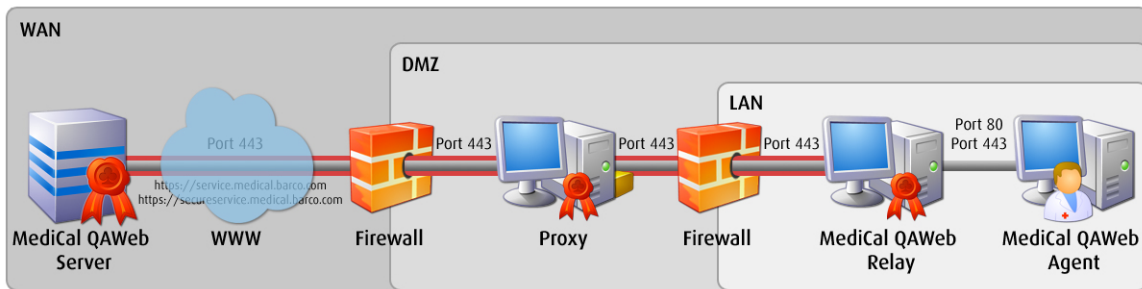 WAN
DMZ
LAN
Port 443
Port 443
Port 443
Port 443
Port 80
Port 443
https://service.medical.barco.com
https://secureservice.medical.barco.com
MediCal QAWeb
Server
WWW
Firewall
Proxy
Firewall
MediCal QAWeb
Relay
MediCal QAWeb
Agent